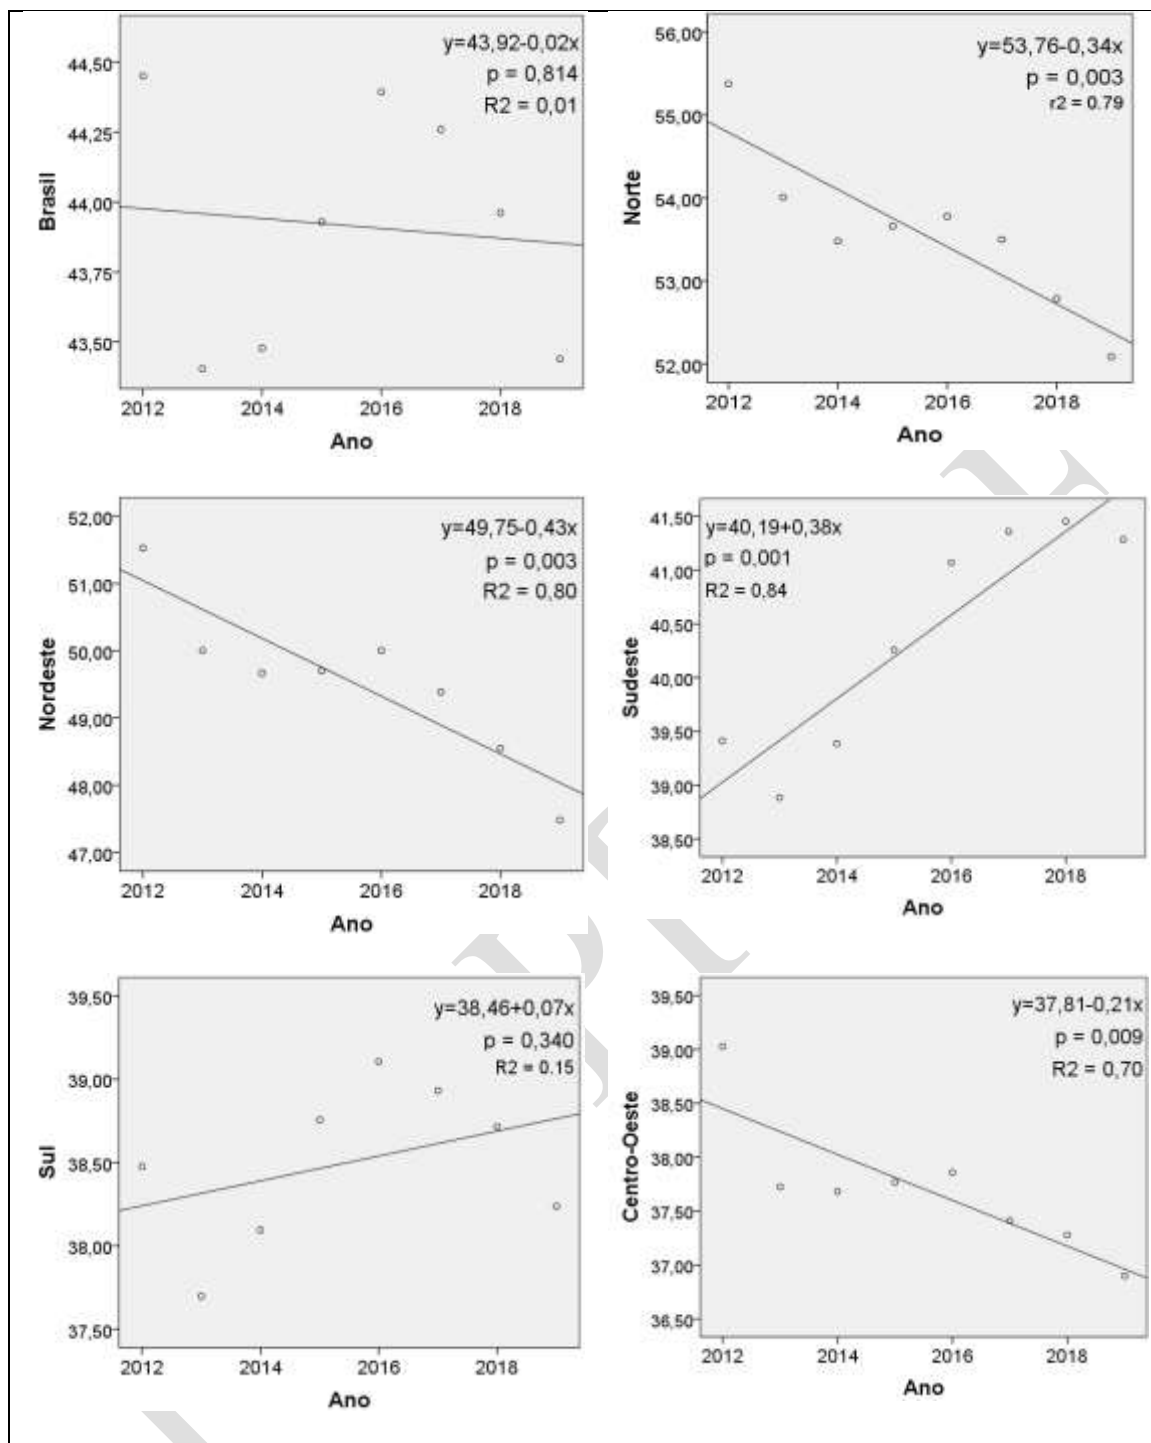 y=43,92-0,02x
p = 0,814
R2 = 0,01
44,50
44,25
44,00
43,75
43,50
Brasil
2012 2014 2016 2018
Ano
y=53,76-0,34x
p = 0,003
r2 = 0.79
56,00
55,00
54,00
53,00
52,00
Norte
2012 2014 2016 2018
Ano
y=49,75-0,43x
p = 0,003
R2 = 0,80
52,00
51,00
50,00
49,00
48,00
47,00
Nordeste
2012 2014 2016 2018
Ano
y=40,19+0,38x
p = 0,001
R2 = 0,84
41,50
41,00
40,50
40,00
39,50
39,00
38,50
Sudeste
2012 2014 2016 2018
Ano
y=38,46+0,07x
p = 0,340
R2 = 0.15
39,50
39,00
38,50
38,00
37,50
Sul
2012 2014 2016 2018
Ano
y=37,81-0,21x
p = 0,009
R2 = 0,70
39,50
39,00
38,50
38,00
37,50
37,00
36,50
Centro-Oeste
2012 2014 2016 2018
Ano